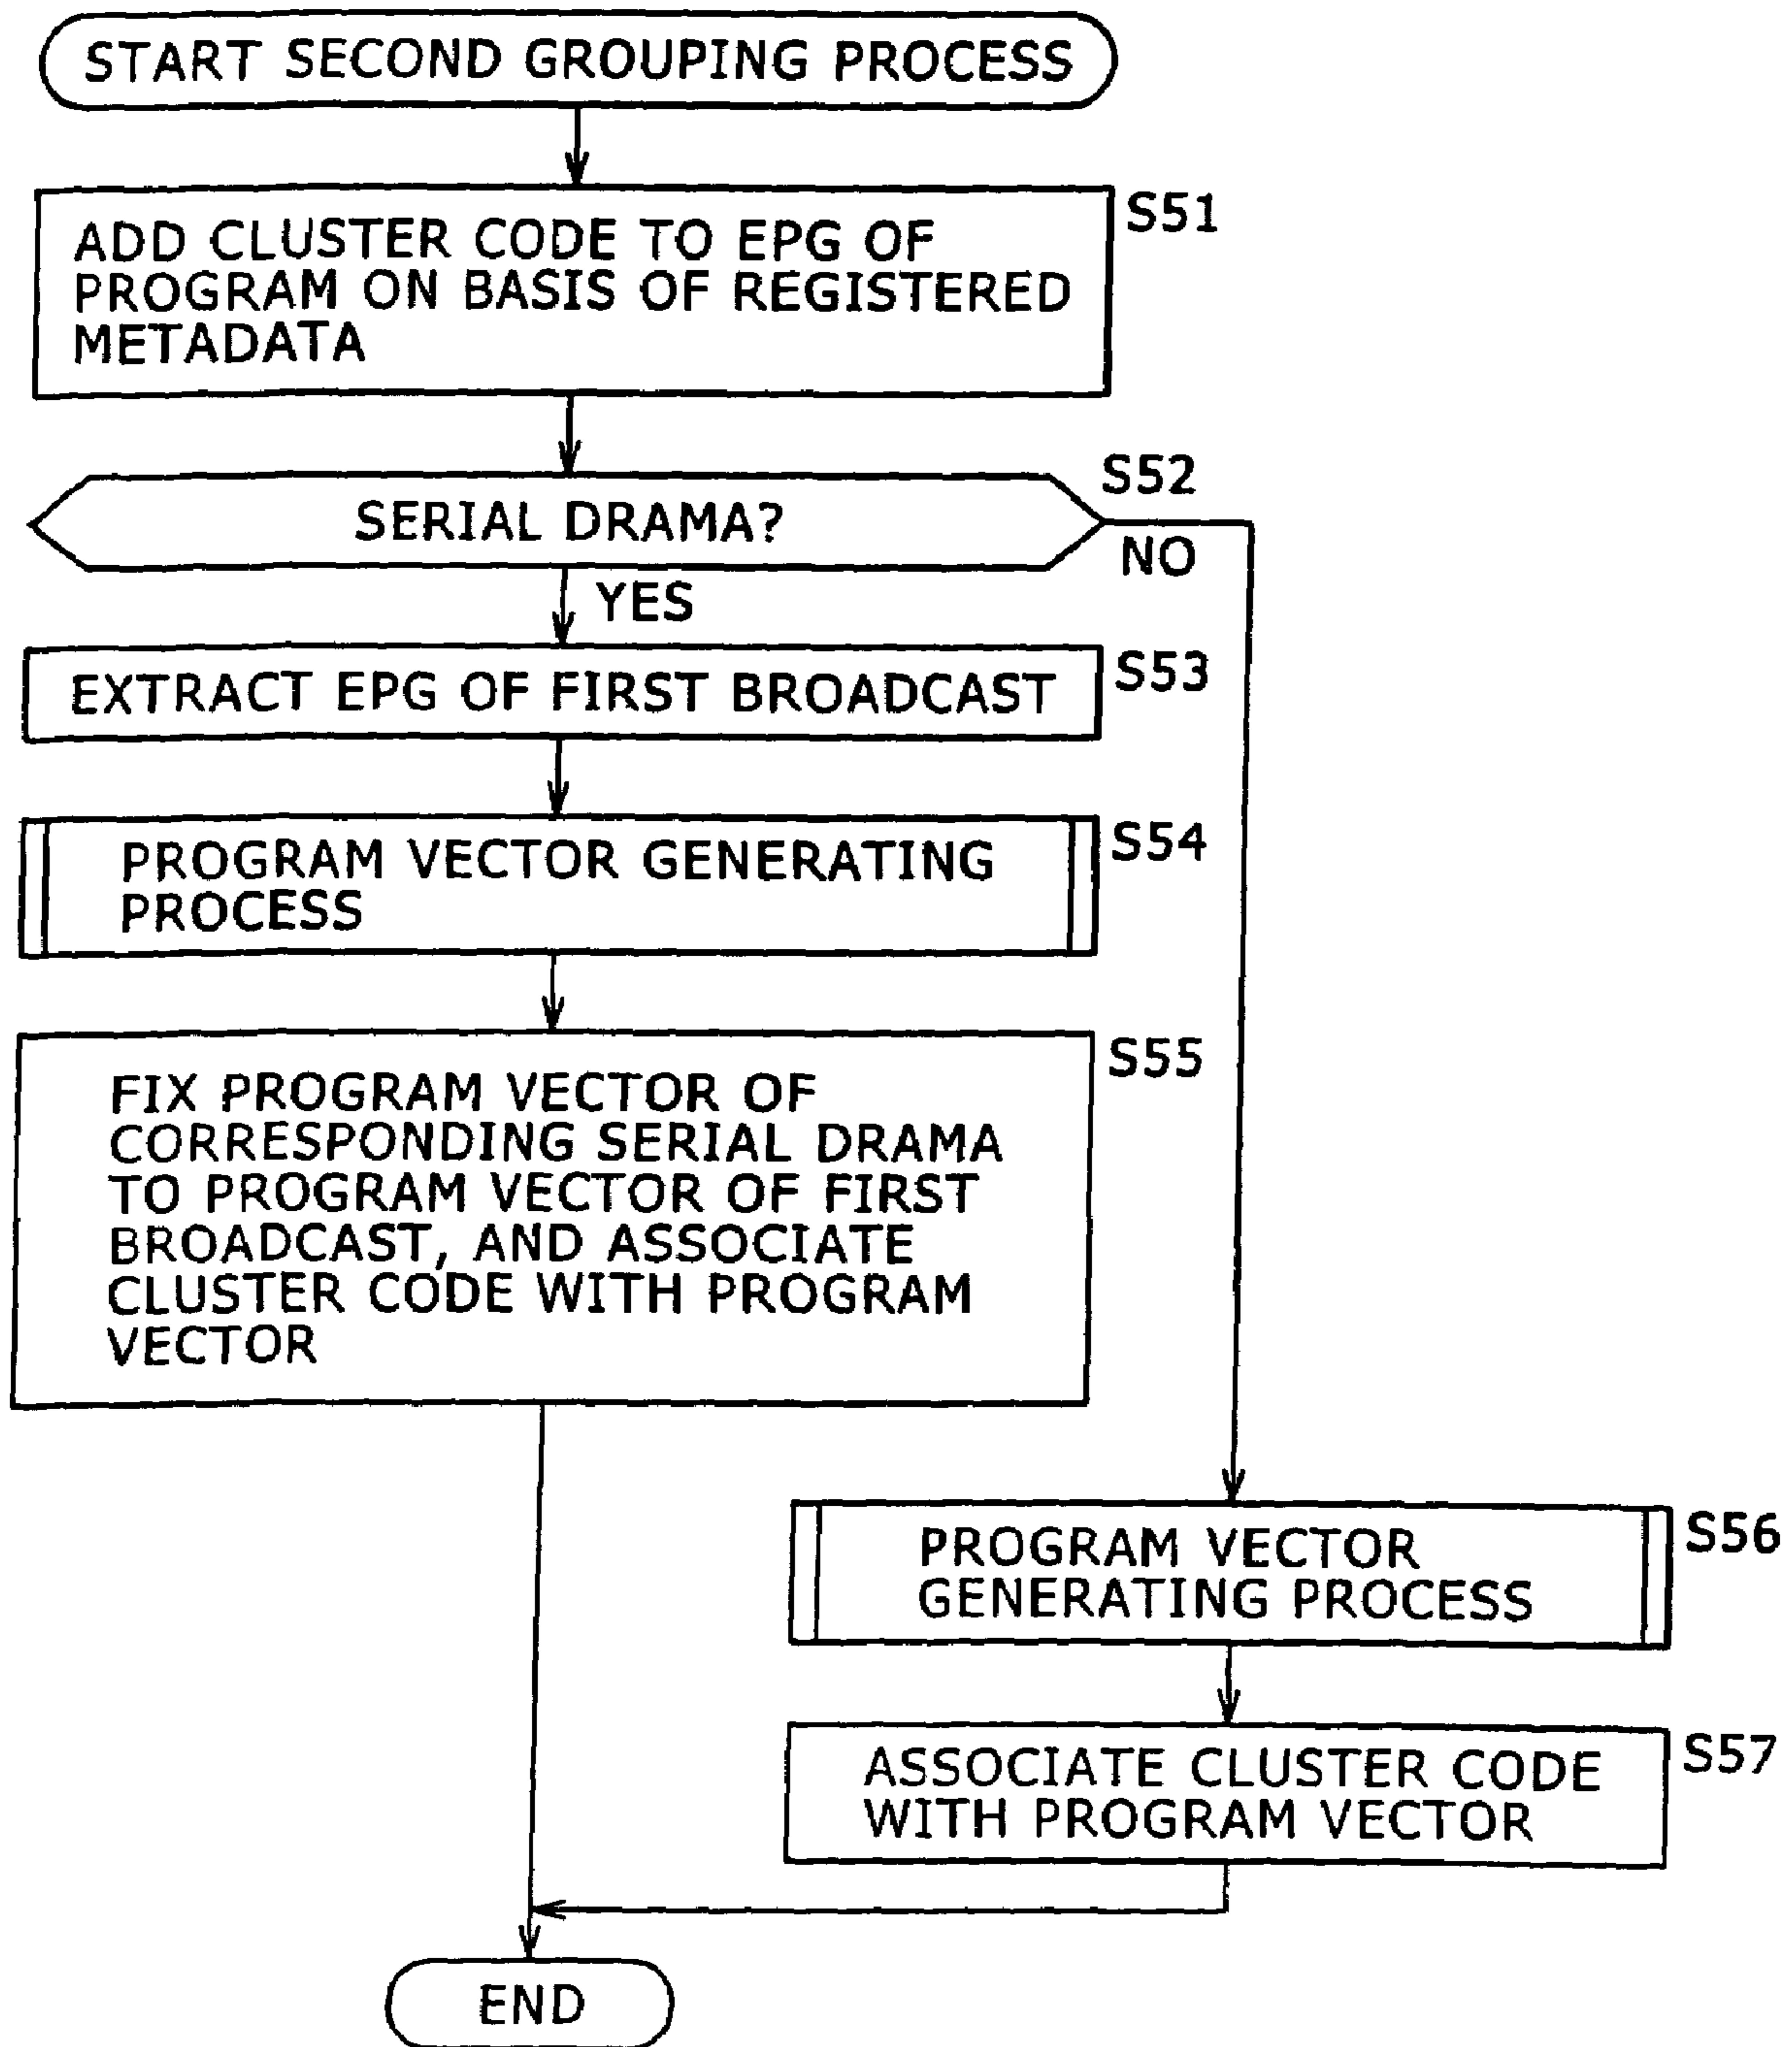 START SECOND GROUPING PROCESS
S51
ADD CLUSTER CODE TO EPG OF
PROGRAM ON BASIS OF REGISTERED
METADATA
S52
SERIAL DRAMA?
NO
YES
S53
EXTRACT EPG OF FIRST BROADCAST
S54
PROGRAM VECTOR GENERATING
PROCESS
S55
FIX PROGRAM VECTOR OF
CORRESPONDING SERIAL DRAMA
TO PROGRAM VECTOR OF FIRST
BROADCAST, AND ASSOCIATE
CLUSTER CODE WITH PROGRAM
VECTOR
S56
PROGRAM VECTOR
GENERATING PROCESS
S57
ASSOCIATE CLUSTER CODE
WITH PROGRAM VECTOR
END